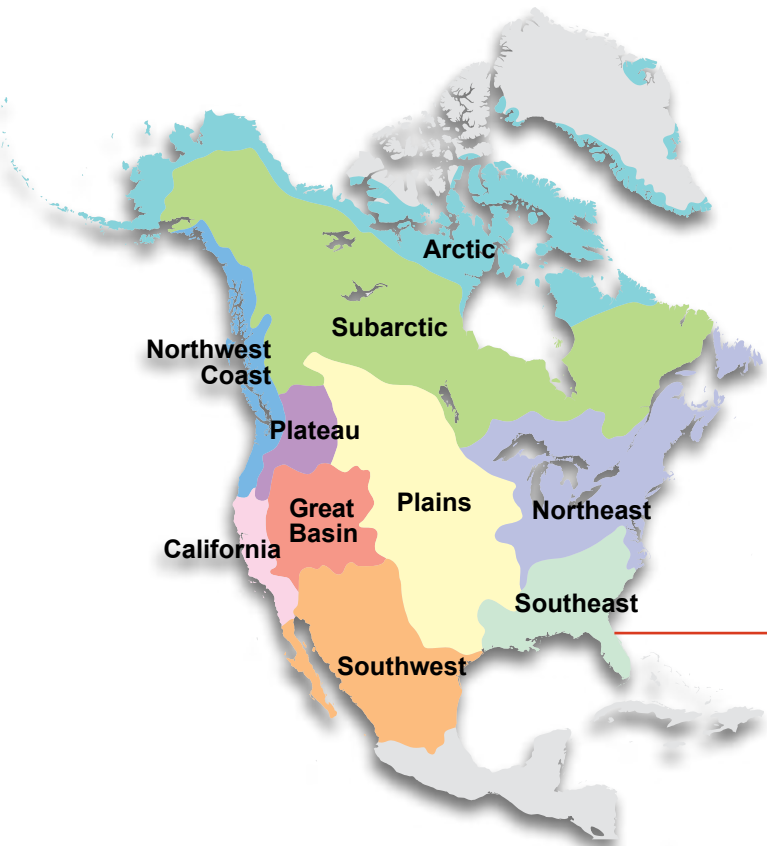 Arctic
Subarctic
Northwest
Coast
Plateau
Great
Basin
Plains
Northeast
California
Southeast
Southwest